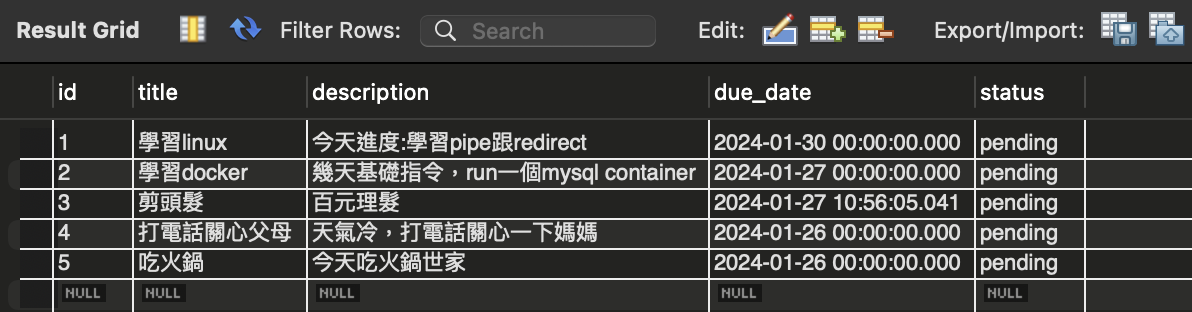 Result Grid Filter Rows: Search Edit: Export/Import:
id title description due_date status
1 學習linux 今天進度:學習pipe跟redirect 2024-01-30 00:00:00.000 pending
2 學習docker 幾天基礎指令，run一個mysql container 2024-01-27 00:00:00.000 pending
3 剪頭髮 百元理髮 2024-01-27 10:56:05.041 pending
4 打電話關心父母 天氣冷，打電話關心一下媽媽 2024-01-26 00:00:00.000 pending
5 吃火鍋 今天吃火鍋世家 2024-01-26 00:00:00.000 pending
NULL NULL NULL NULL NULL